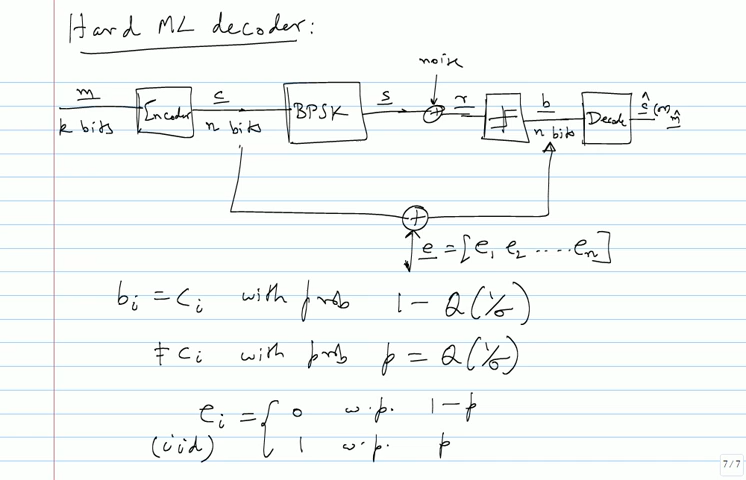 Hard ML decoder:
noise
m Encoder c BPSK s + r b Decode ĉ (or) m̂
k bits n bits n bits
+
e = [e₁ e₂ ..... eₙ]
bᵢ = cᵢ with prob 1 - Q(1/σ)
≠ cᵢ with prob p = Q(1/σ)
eᵢ = { 0 w.p. 1-p
(iid) 1 w.p. p
7/7